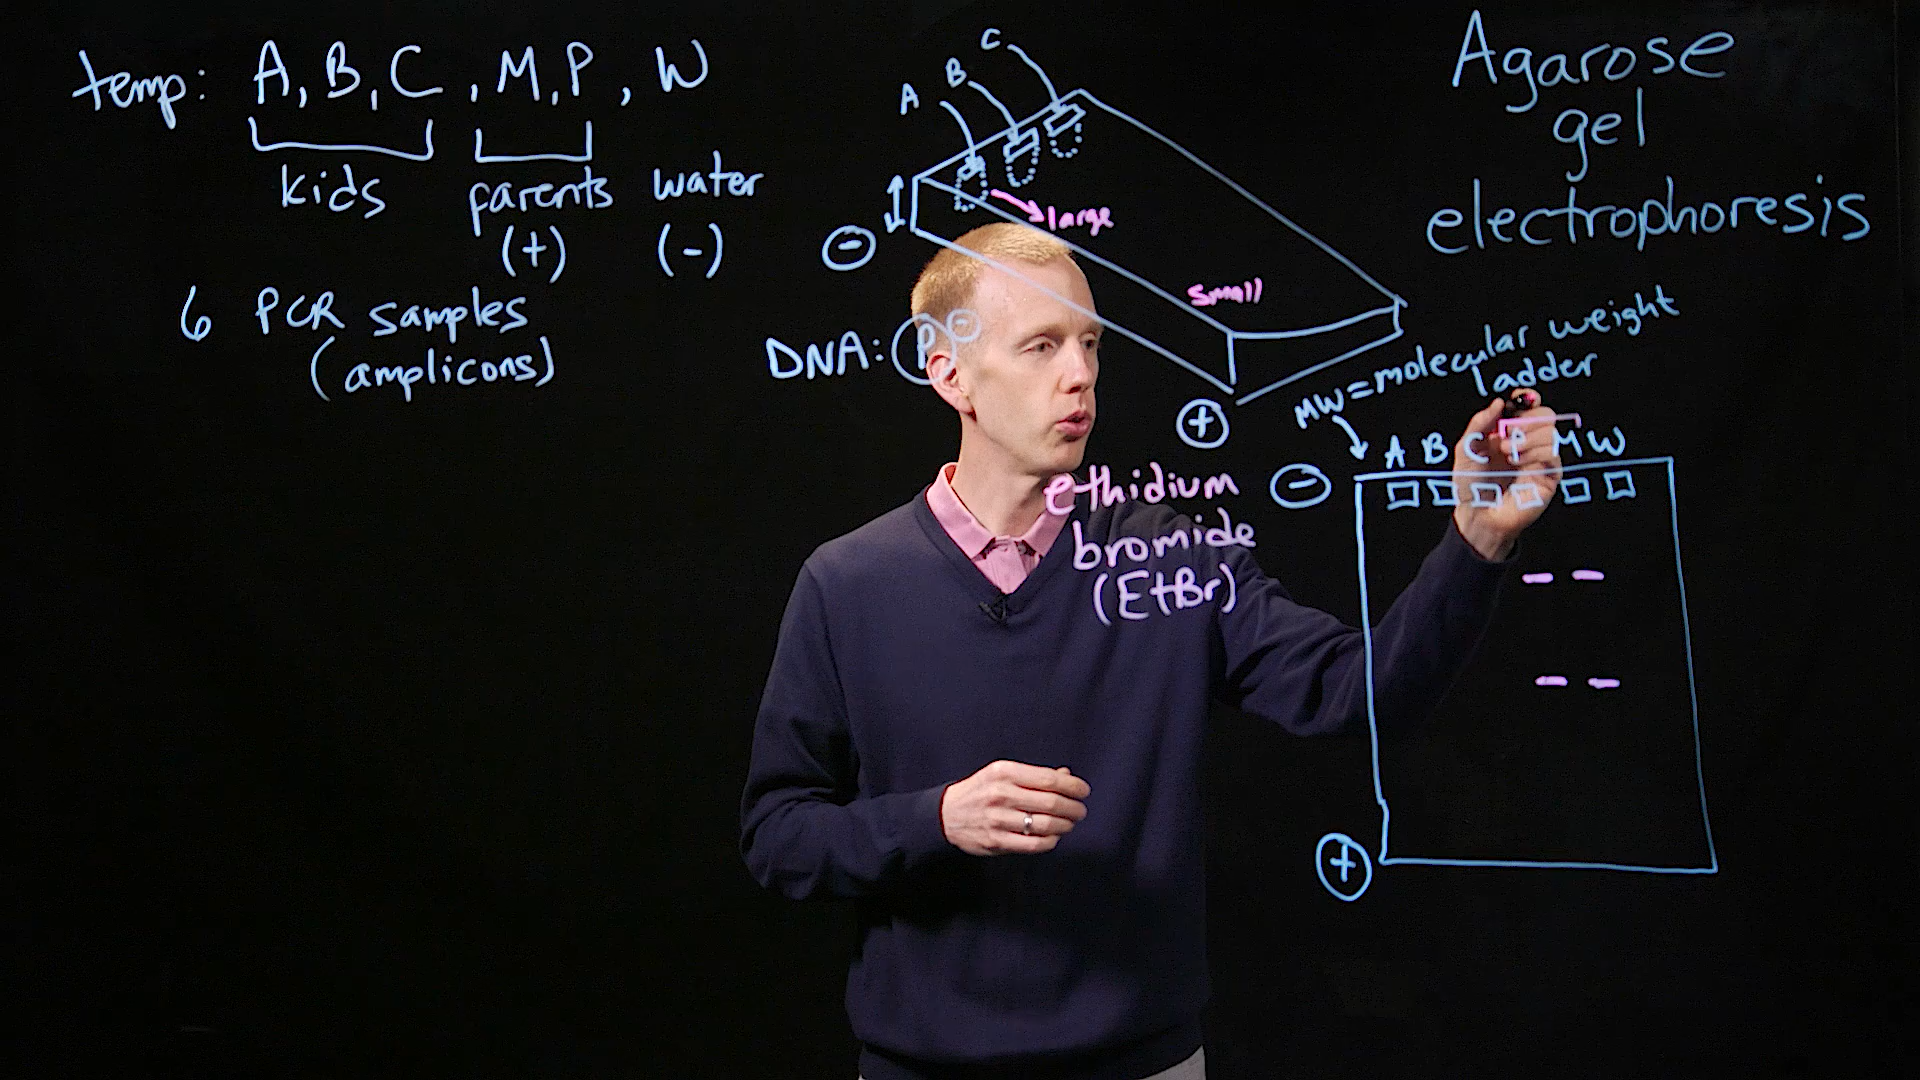 temp: A, B, C, M, P, W
kids
parents
(+)
water
(-)
6 PCR samples
(amplicons)
A
B
C
large
small
-
+
DNA: P -
ethidium
bromide
(EtBr)
Agarose
gel
electrophoresis
MW = molecular weight
ladder
A B C P M W
-
+